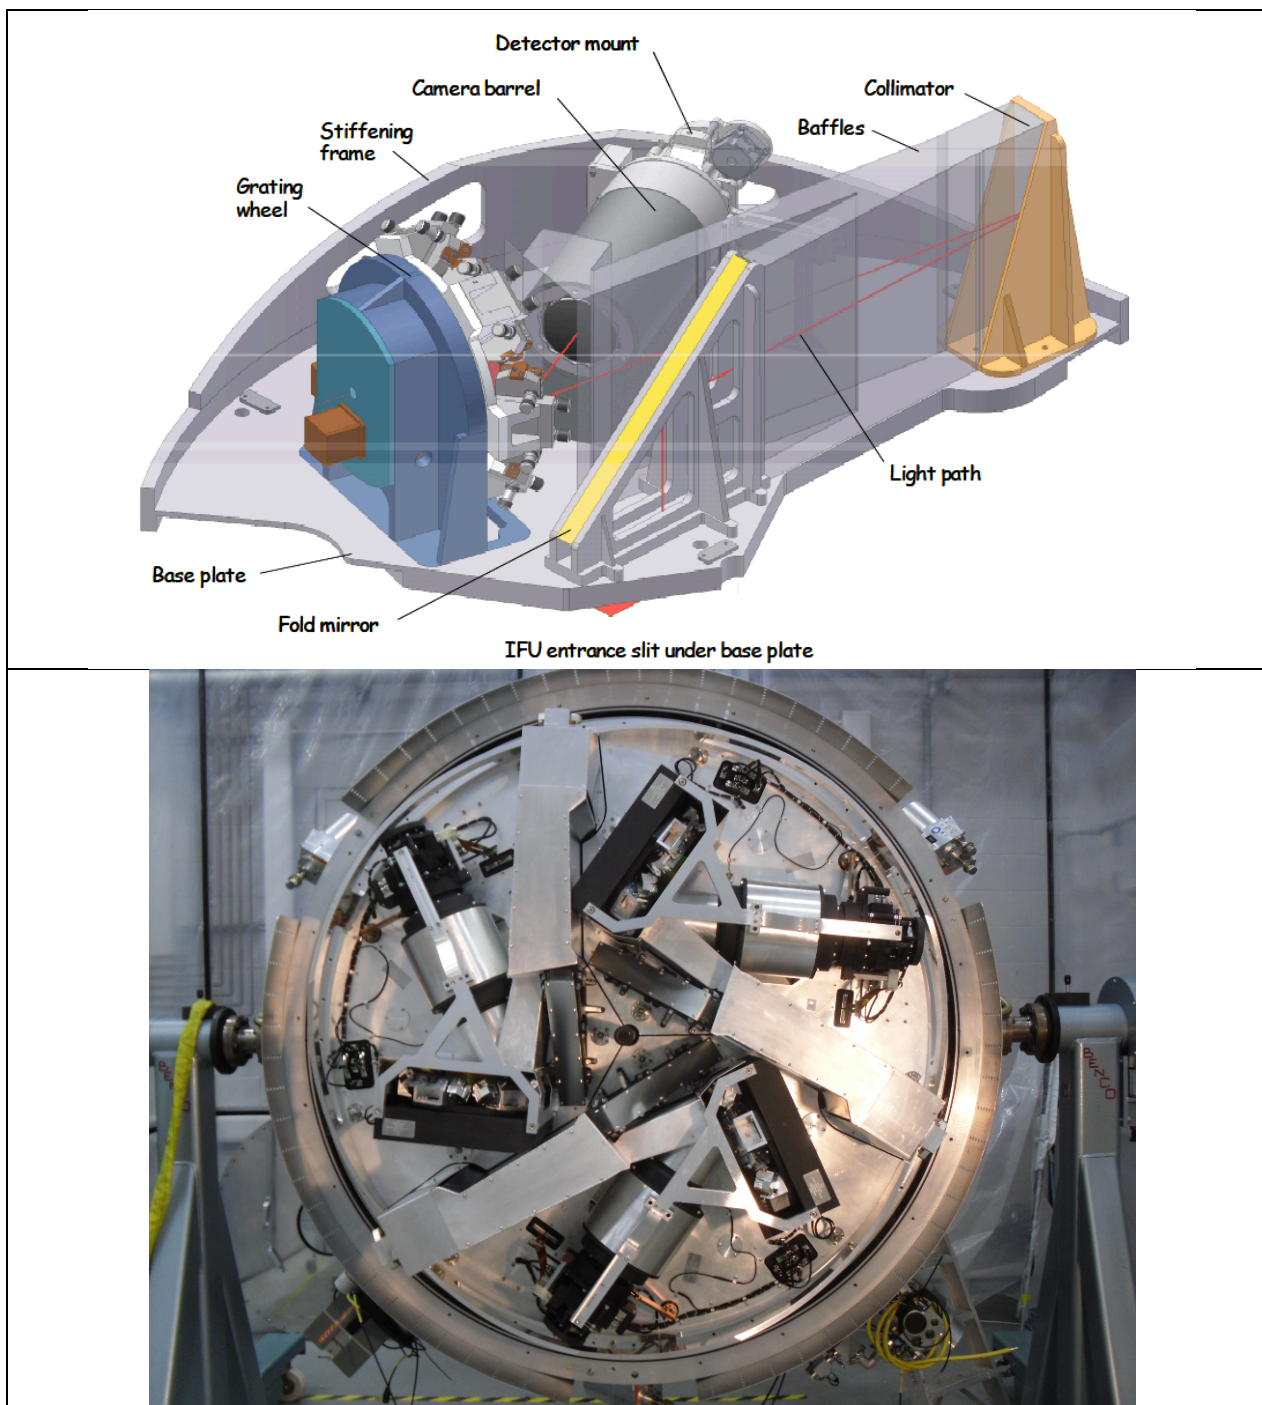 Detector mount
Camera barrel
Collimator
Baffles
Stiffening
frame
Grating
wheel
Light path
Base plate
Fold mirror
IFU entrance slit under base plate
BENCO